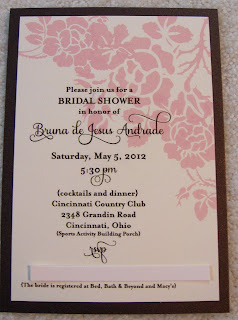 Please join us for a
BRIDAL SHOWER
in honor of
Bruna de Jesus Andrade
Saturday, May 5, 2012
5:30 pm
{cocktails and dinner}
Cincinnati Country Club
2348 Grandin Road
Cincinnati, Ohio
{Sports Activity Building Porch}
rsvp
{The bride is registered at Bed, Bath & Beyond and Macy's}